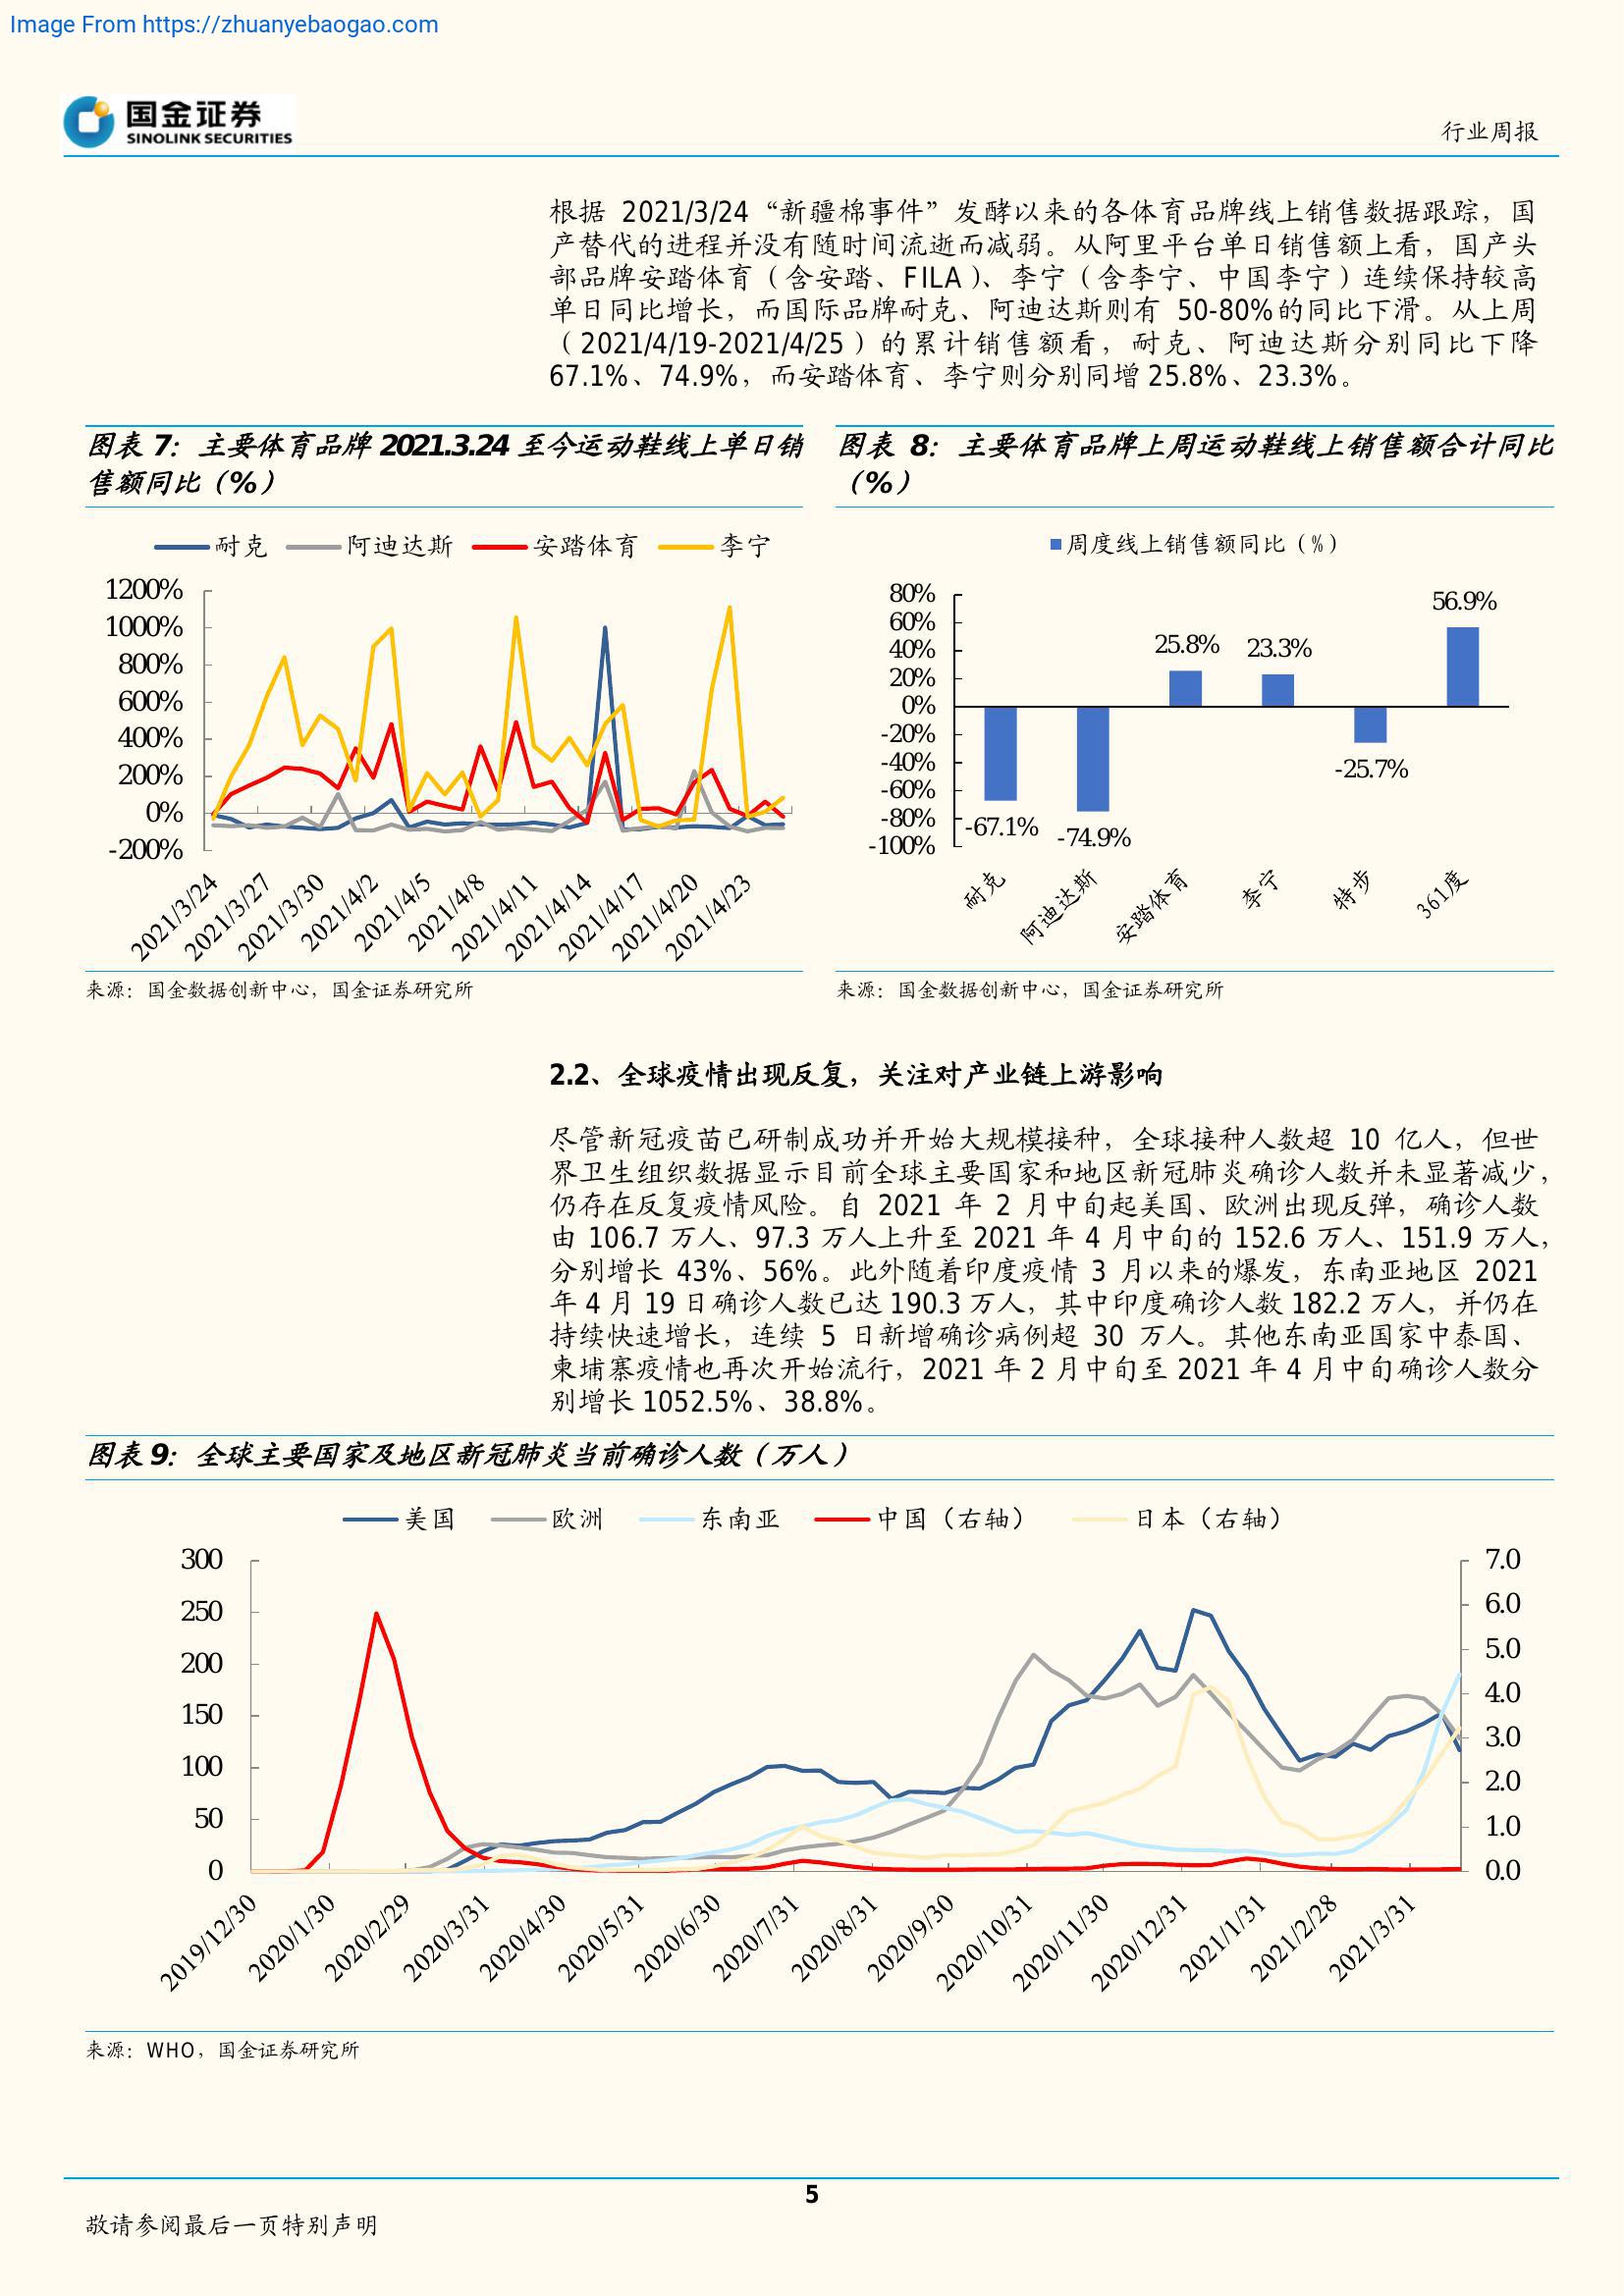 Image From https://zhuanyebaogao.com
国金证券
SINOLINK SECURITIES
行业周报
根据 2021/3/24“新疆棉事件”发酵以来的各体育品牌线上销售数据跟踪，国
产替代的进程并没有随时间流逝而减弱。从阿里平台单日销售额上看，国产头
部品牌安踏体育（含安踏、FILA）、李宁（含李宁、中国李宁）连续保持较高
单日同比增长，而国际品牌耐克、阿迪达斯则有 50-80%的同比下滑。从上周
（2021/4/19-2021/4/25）的累计销售额看，耐克、阿迪达斯分别同比下降
67.1%、74.9%，而安踏体育、李宁则分别同增 25.8%、23.3%。
图表 7：主要体育品牌 2021.3.24 至今运动鞋线上单日销
售额同比（%）
耐克 阿迪达斯 安踏体育 李宁
1200%
1000%
800%
600%
400%
200%
0%
-200%
2021/3/24 2021/3/27 2021/3/30 2021/4/2 2021/4/5 2021/4/8 2021/4/11 2021/4/14 2021/4/17 2021/4/20 2021/4/23
来源：国金数据创新中心，国金证券研究所
图表 8：主要体育品牌上周运动鞋线上销售额合计同比
（%）
周度线上销售额同比（%）
80%
60%
40%
20%
0%
-20%
-40%
-60%
-80%
-100%
-67.1% -74.9% 25.8% 23.3% -25.7% 56.9%
耐克 阿迪达斯 安踏体育 李宁 特步 361度
来源：国金数据创新中心，国金证券研究所
2.2、全球疫情出现反复，关注对产业链上游影响
尽管新冠疫苗已研制成功并开始大规模接种，全球接种人数超 10 亿人，但世
界卫生组织数据显示目前全球主要国家和地区新冠肺炎确诊人数并未显著减少，
仍存在反复疫情风险。自 2021 年 2 月中旬起美国、欧洲出现反弹，确诊人数
由 106.7 万人、97.3 万人上升至 2021 年 4 月中旬的 152.6 万人、151.9 万人，
分别增长 43%、56%。此外随着印度疫情 3 月以来的爆发，东南亚地区 2021
年 4 月 19 日确诊人数已达 190.3 万人，其中印度确诊人数 182.2 万人，并仍在
持续快速增长，连续 5 日新增确诊病例超 30 万人。其他东南亚国家中泰国、
柬埔寨疫情也再次开始流行，2021 年 2 月中旬至 2021 年 4 月中旬确诊人数分
别增长 1052.5%、38.8%。
图表 9：全球主要国家及地区新冠肺炎当前确诊人数（万人）
美国 欧洲 东南亚 中国（右轴） 日本（右轴）
300 7.0
250 6.0
200 5.0
150 4.0
100 3.0
50 2.0
0 1.0
0.0
2019/12/30 2020/1/30 2020/2/29 2020/3/31 2020/4/30 2020/5/31 2020/6/30 2020/7/31 2020/8/31 2020/9/30 2020/10/31 2020/11/30 2020/12/31 2021/1/31 2021/2/28 2021/3/31
来源：WHO，国金证券研究所
5
敬请参阅最后一页特别声明